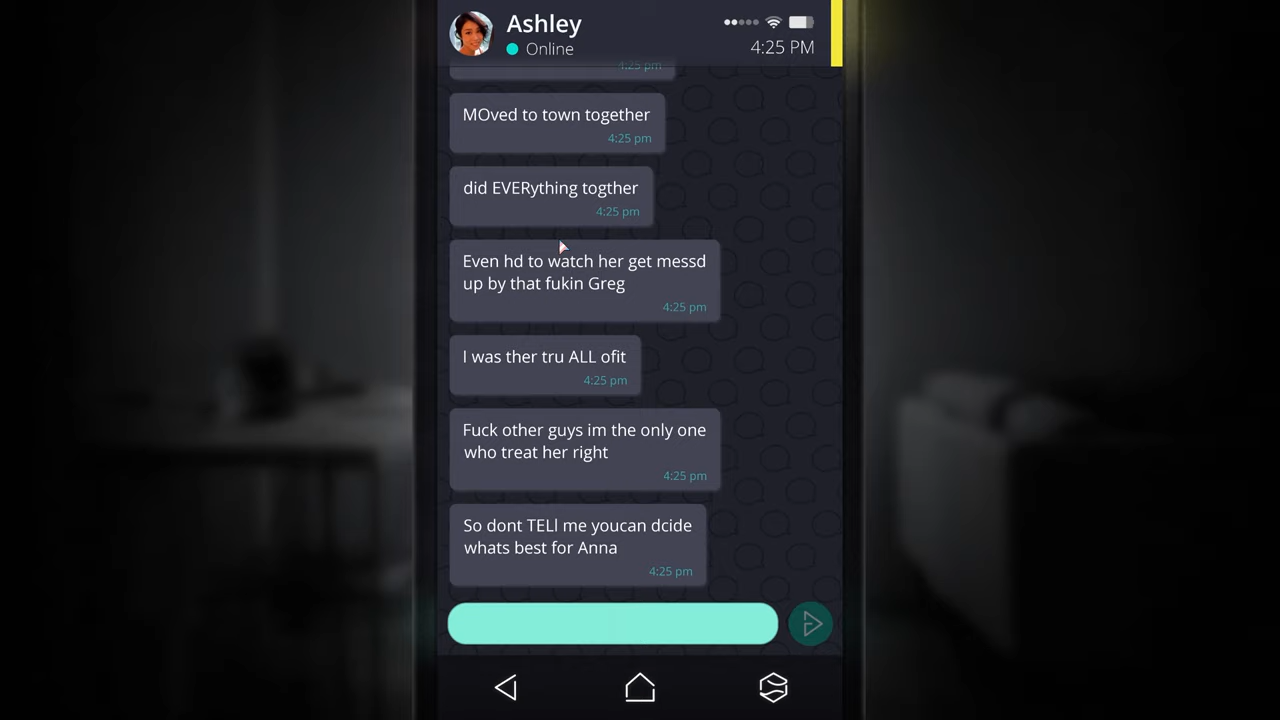 Ashley
Online
4:25 PM
4:25 pm
MOved to town together
4:25 pm
did EVERything togther
4:25 pm
Even hd to watch her get messd
up by that fukin Greg
4:25 pm
I was ther tru ALL ofit
4:25 pm
Fuck other guys im the only one
who treat her right
4:25 pm
So dont TELl me youcan dcide
whats best for Anna
4:25 pm